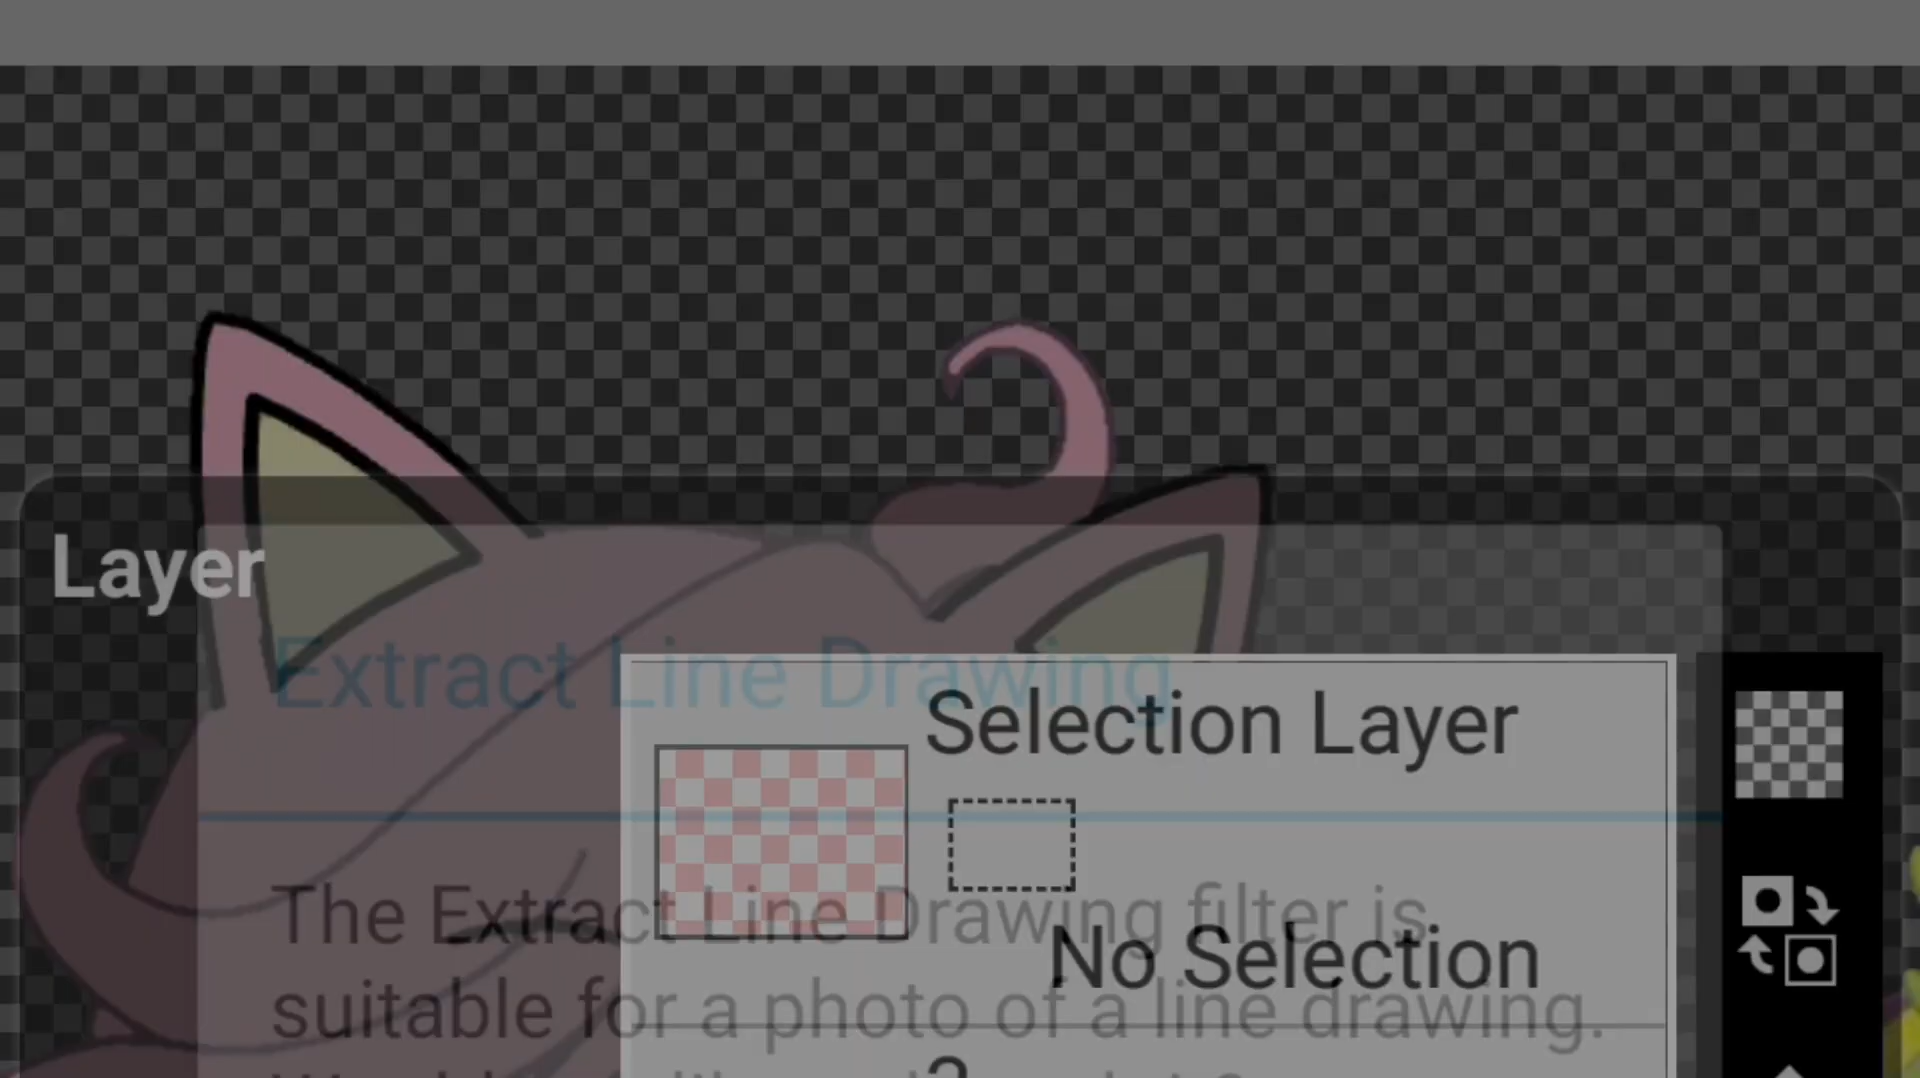 Layer
Extract Line Drawing
Selection Layer
The Extract Line Drawing filter is
No Selection
suitable for a photo of a line drawing.